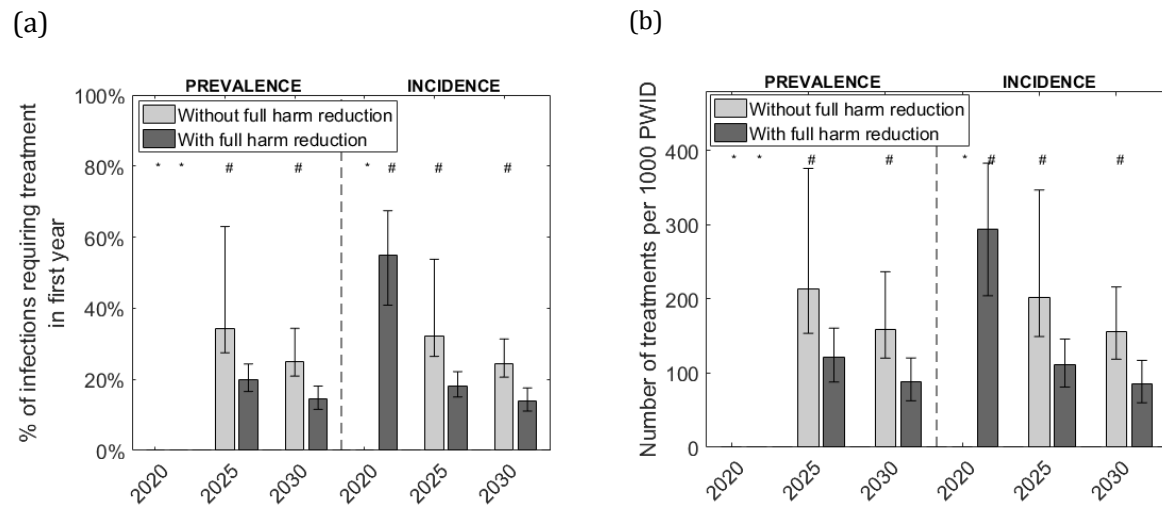 (a)
PREVALENCE INCIDENCE
Without full harm reduction
With full harm reduction
* * # # * # # #
100%
80%
60%
40%
20%
0%
% of infections requiring treatment
in first year
2020 2025 2030 2020 2025 2030
(b)
PREVALENCE INCIDENCE
Without full harm reduction
With full harm reduction
* * # # * # # #
400
300
200
100
0
Number of treatments per 1000 PWID
2020 2025 2030 2020 2025 2030